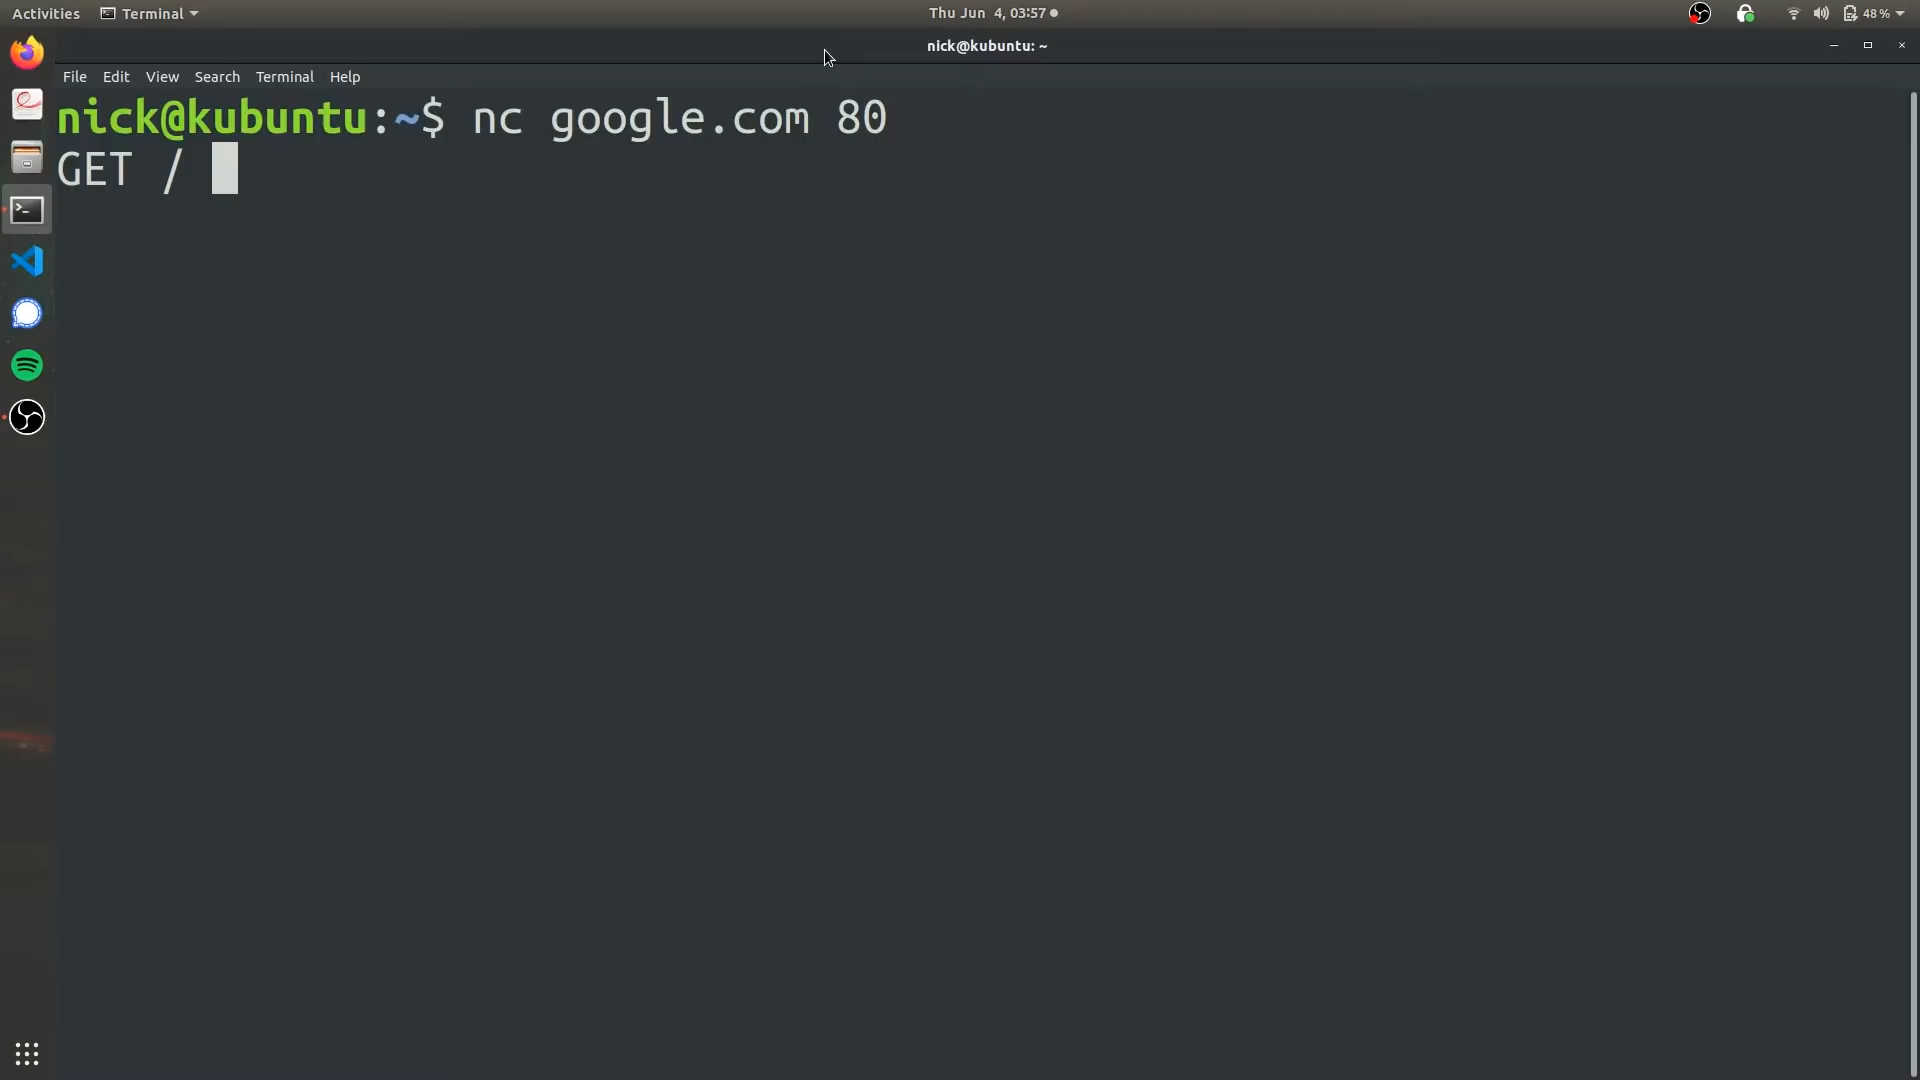 Activities Terminal Thu Jun 4, 03:57 48%
nick@kubuntu: ~
File Edit View Search Terminal Help
nick@kubuntu:~$ nc google.com 80
GET /